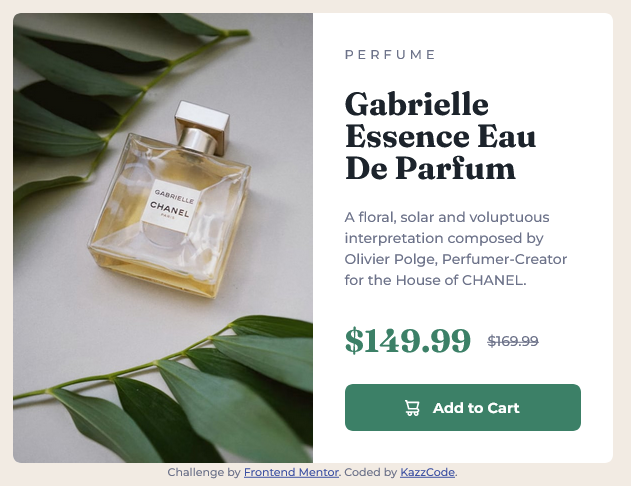 GABRIELLE
CHANEL
PARIS
PERFUME
Gabrielle
Essence Eau
De Parfum
A floral, solar and voluptuous
interpretation composed by
Olivier Polge, Perfumer-Creator
for the House of CHANEL.
$149.99 $169.99
Add to Cart
Challenge by Frontend Mentor. Coded by KazzCode.